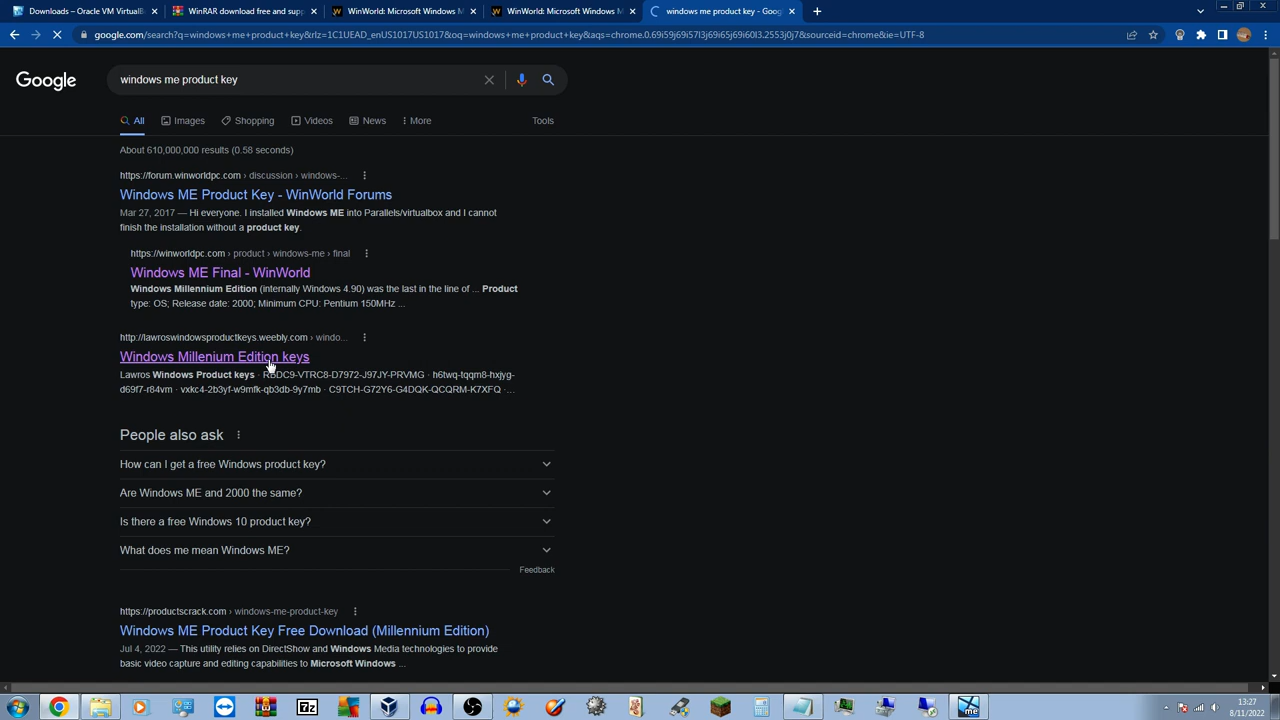 Downloads – Oracle VM VirtualB
WinRAR download free and supp
WinWorld: Microsoft Windows M
WinWorld: Microsoft Windows M
windows me product key - Goog
google.com/search?q=windows+me+product+key&rlz=1C1UEAD_enUS1017US1017&oq=windows+me+product+key&aqs=chrome.0.69i59j69i57l3j69i65j69i60l3.2553j0j7&sourceid=chrome&ie=UTF-8
Google
windows me product key
All
Images
Shopping
Videos
News
More
Tools
About 610,000,000 results (0.58 seconds)
https://forum.winworldpc.com › discussion › windows-...
Windows ME Product Key - WinWorld Forums
Mar 27, 2017 — Hi everyone. I installed Windows ME into Parallels/virtualbox and I cannot
finish the installation without a product key.
https://winworldpc.com › product › windows-me › final
Windows ME Final - WinWorld
Windows Millennium Edition (internally Windows 4.90) was the last in the line of ... Product
type: OS; Release date: 2000; Minimum CPU: Pentium 150MHz ...
http://lawroswindowsproductkeys.weebly.com › windo...
Windows Millenium Edition keys
Lawros Windows Product keys · RBDC9-VTRC8-D7972-J97JY-PRVMG · h6twq-tqqm8-hxjyg-
d69f7-r84vm · vxkc4-2b3yf-w9mfk-qb3db-9y7mb · C9TCH-G72Y6-G4DQK-QCQRM-K7XFQ · ...
People also ask
How can I get a free Windows product key?
Are Windows ME and 2000 the same?
Is there a free Windows 10 product key?
What does me mean Windows ME?
Feedback
https://productscrack.com › windows-me-product-key
Windows ME Product Key Free Download (Millennium Edition)
Jul 4, 2022 — This utility relies on DirectShow and Windows Media technologies to provide
basic video capture and editing capabilities to Microsoft Windows ...
7z
me
13:27
8/11/2022